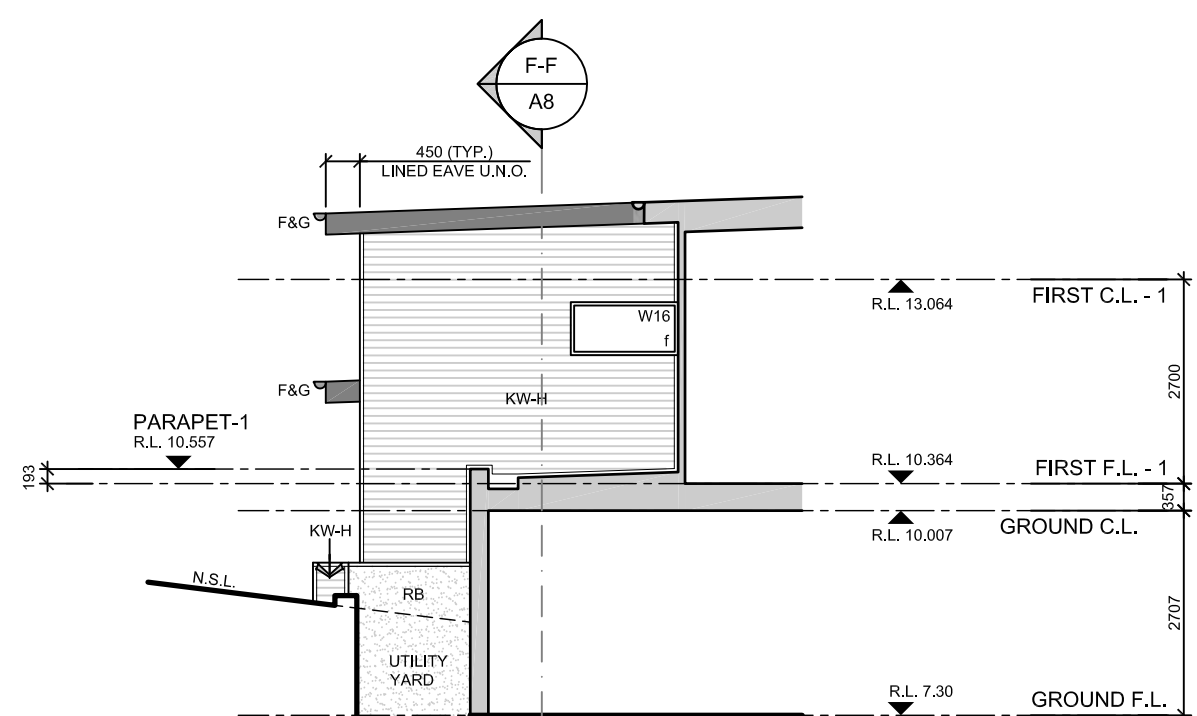 F-F
A8
450 (TYP.)
LINED EAVE U.N.O.
F&G
R.L. 13.064
FIRST C.L. - 1
W16
f
2700
F&G
KW-H
PARAPET-1
R.L. 10.557
193
R.L. 10.364
FIRST F.L. - 1
357
R.L. 10.007
GROUND C.L.
KW-H
N.S.L.
RB
2707
UTILITY
YARD
R.L. 7.30
GROUND F.L.